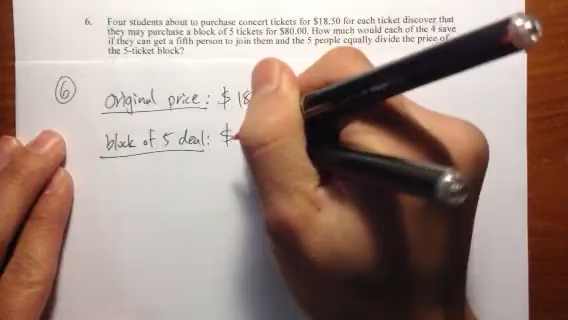 6. Four students about to purchase concert tickets for $18.50 for each ticket discover that
they may purchase a block of 5 tickets for $80.00. How much would each of the 4 save
if they can get a fifth person to join them and the 5 people equally divide the price of
the 5-ticket block?
6 Original price: $ 18
block of 5 deal: $